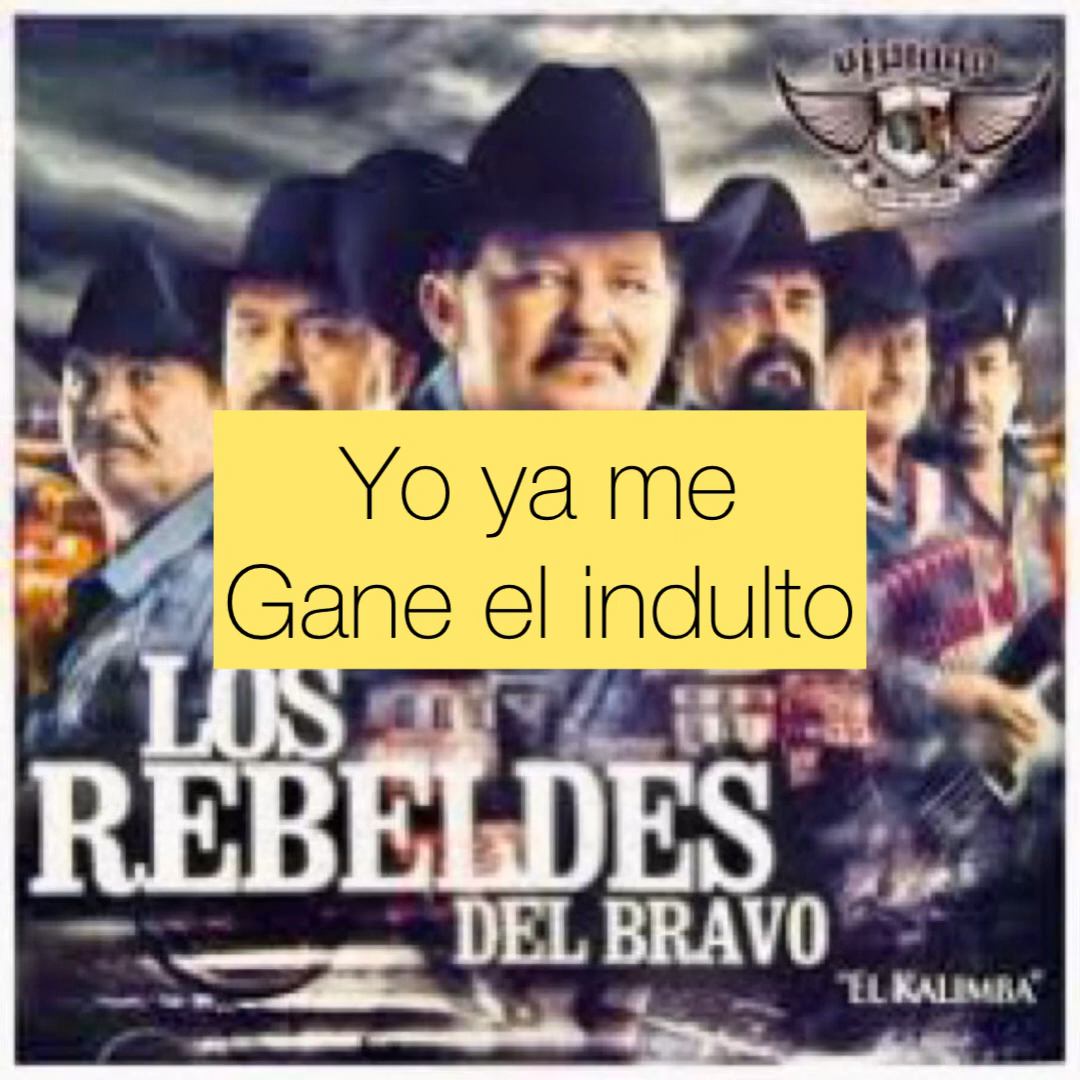 Yo ya me
Gane el indulto
LOS
REBELDES
DEL BRAVO
"EL KALIMBA"